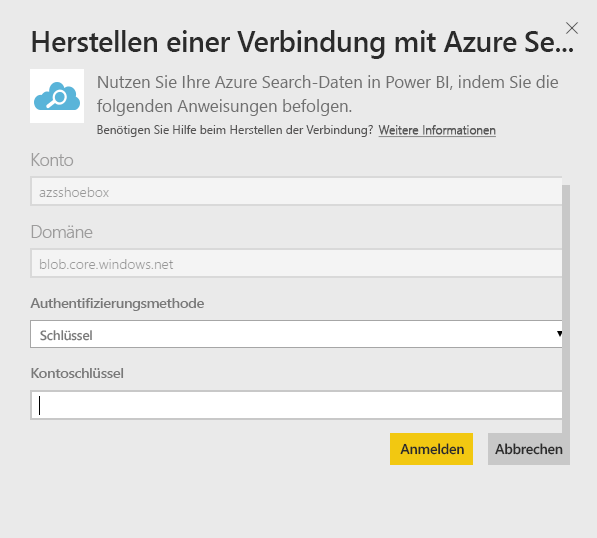 Herstellen einer Verbindung mit Azure Se...
Nutzen Sie Ihre Azure Search-Daten in Power BI, indem Sie die
folgenden Anweisungen befolgen.
Benötigen Sie Hilfe beim Herstellen der Verbindung? Weitere Informationen
Konto
azsshoebox
Domäne
blob.core.windows.net
Authentifizierungsmethode
Schlüssel
Kontoschlüssel
Anmelden Abbrechen